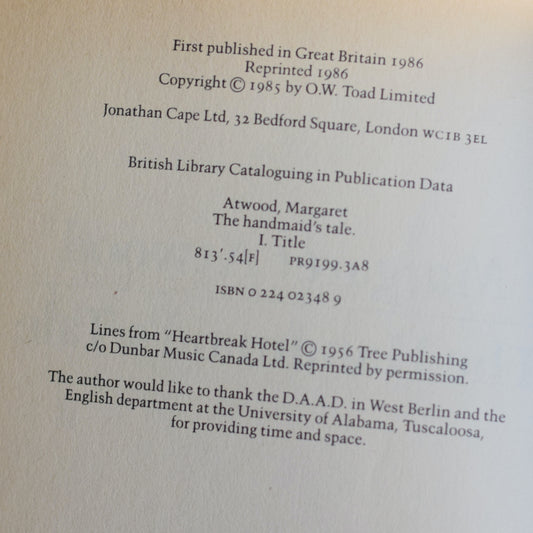 First published in Great Britain 1986
Reprinted 1986
Copyright © 1985 by O.W. Toad Limited
Jonathan Cape Ltd, 32 Bedford Square, London WC1B 3EL
British Library Cataloguing in Publication Data
Atwood, Margaret
The handmaid's tale.
I. Title
813'.54[F] PR9199.3A8
ISBN 0 224 02348 9
Lines from "Heartbreak Hotel" © 1956 Tree Publishing
c/o Dunbar Music Canada Ltd. Reprinted by permission.
The author would like to thank the D.A.A.D. in West Berlin and the
English department at the University of Alabama, Tuscaloosa,
for providing time and space.